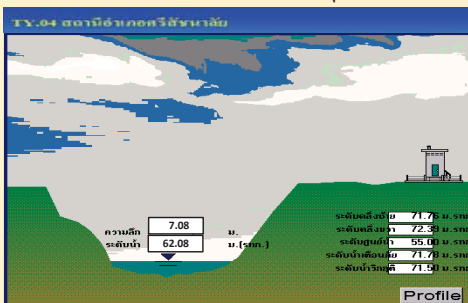 TY.04 สถานีอำเภอศรีสัชนาลัย
ความลึก 7.08 ม.
ระดับน้ำ 62.08 ม.(รทก.)
ระดับตลิ่งซ้าย 71.76 ม.รทก
ระดับตลิ่งขวา 72.39 ม.รทก
ระดับศูนย์น้ำ 55.00 ม.รทก
ระดับน้ำเตือนภัย 71.78 ม.รทก
ระดับน้ำวิกฤติ 71.50 ม.รทก
Profile